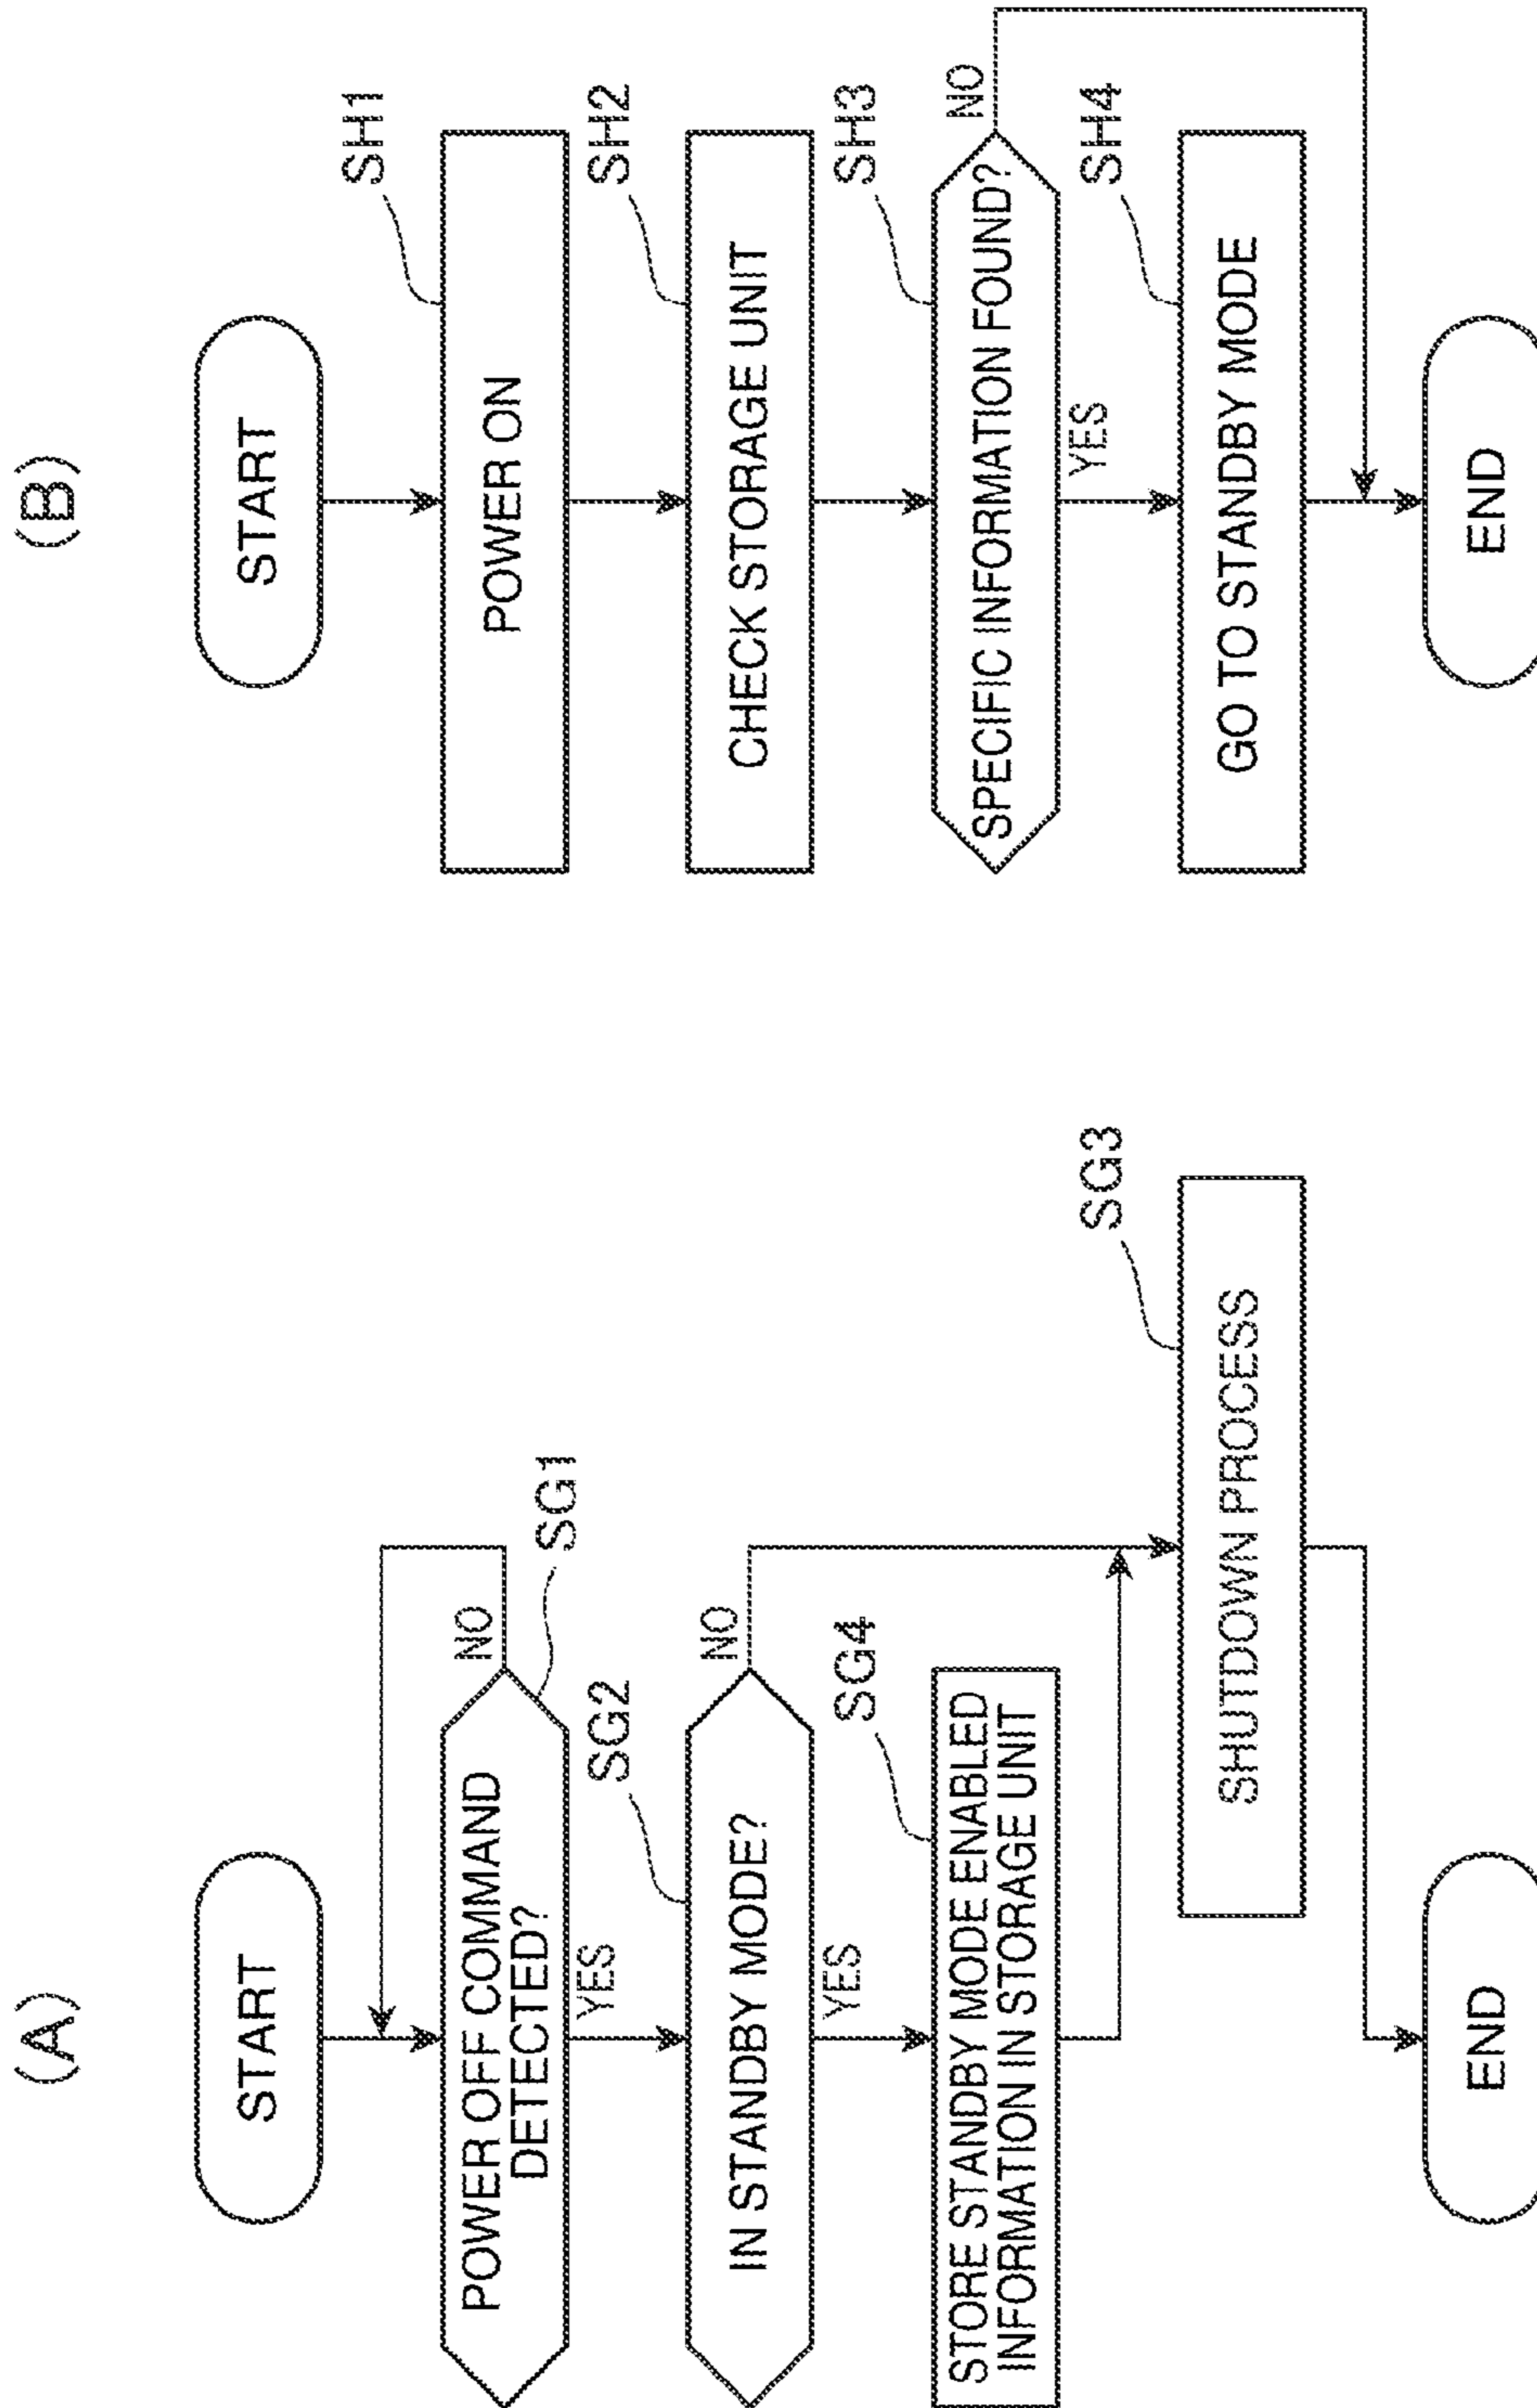 (A)
START
POWER OFF COMMAND
DETECTED?
NO
SG1
YES
SG2
IN STANDBY MODE?
NO
YES
SG4
STORE STANDBY MODE ENABLED
INFORMATION IN STORAGE UNIT
SG3
SHUTDOWN PROCESS
END
(B)
START
SH1
POWER ON
SH2
CHECK STORAGE UNIT
SH3
SPECIFIC INFORMATION FOUND?
NO
YES
SH4
GO TO STANDBY MODE
END